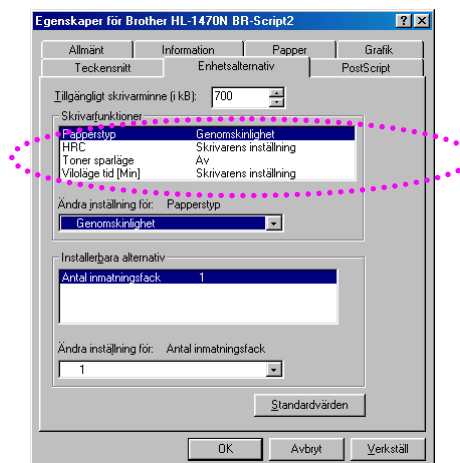 Egenskaper för Brother HL-1470N BR-Script2
Allmänt Information Papper Grafik
Teckensnitt Enhetsalternativ PostScript
Tillgängligt skrivarminne (i kB): 700
Skrivarfunktioner
Papperstyp Genomskinlighet
HRC Skrivarens inställning
Toner sparläge Av
Viloläge tid [Min] Skrivarens inställning
Ändra inställning för: Papperstyp
Genomskinlighet
Installerbara alternativ
Antal inmatningsfack 1
Ändra inställning för: Antal inmatningsfack
1
Standardvärden
OK Avbryt Verkställ